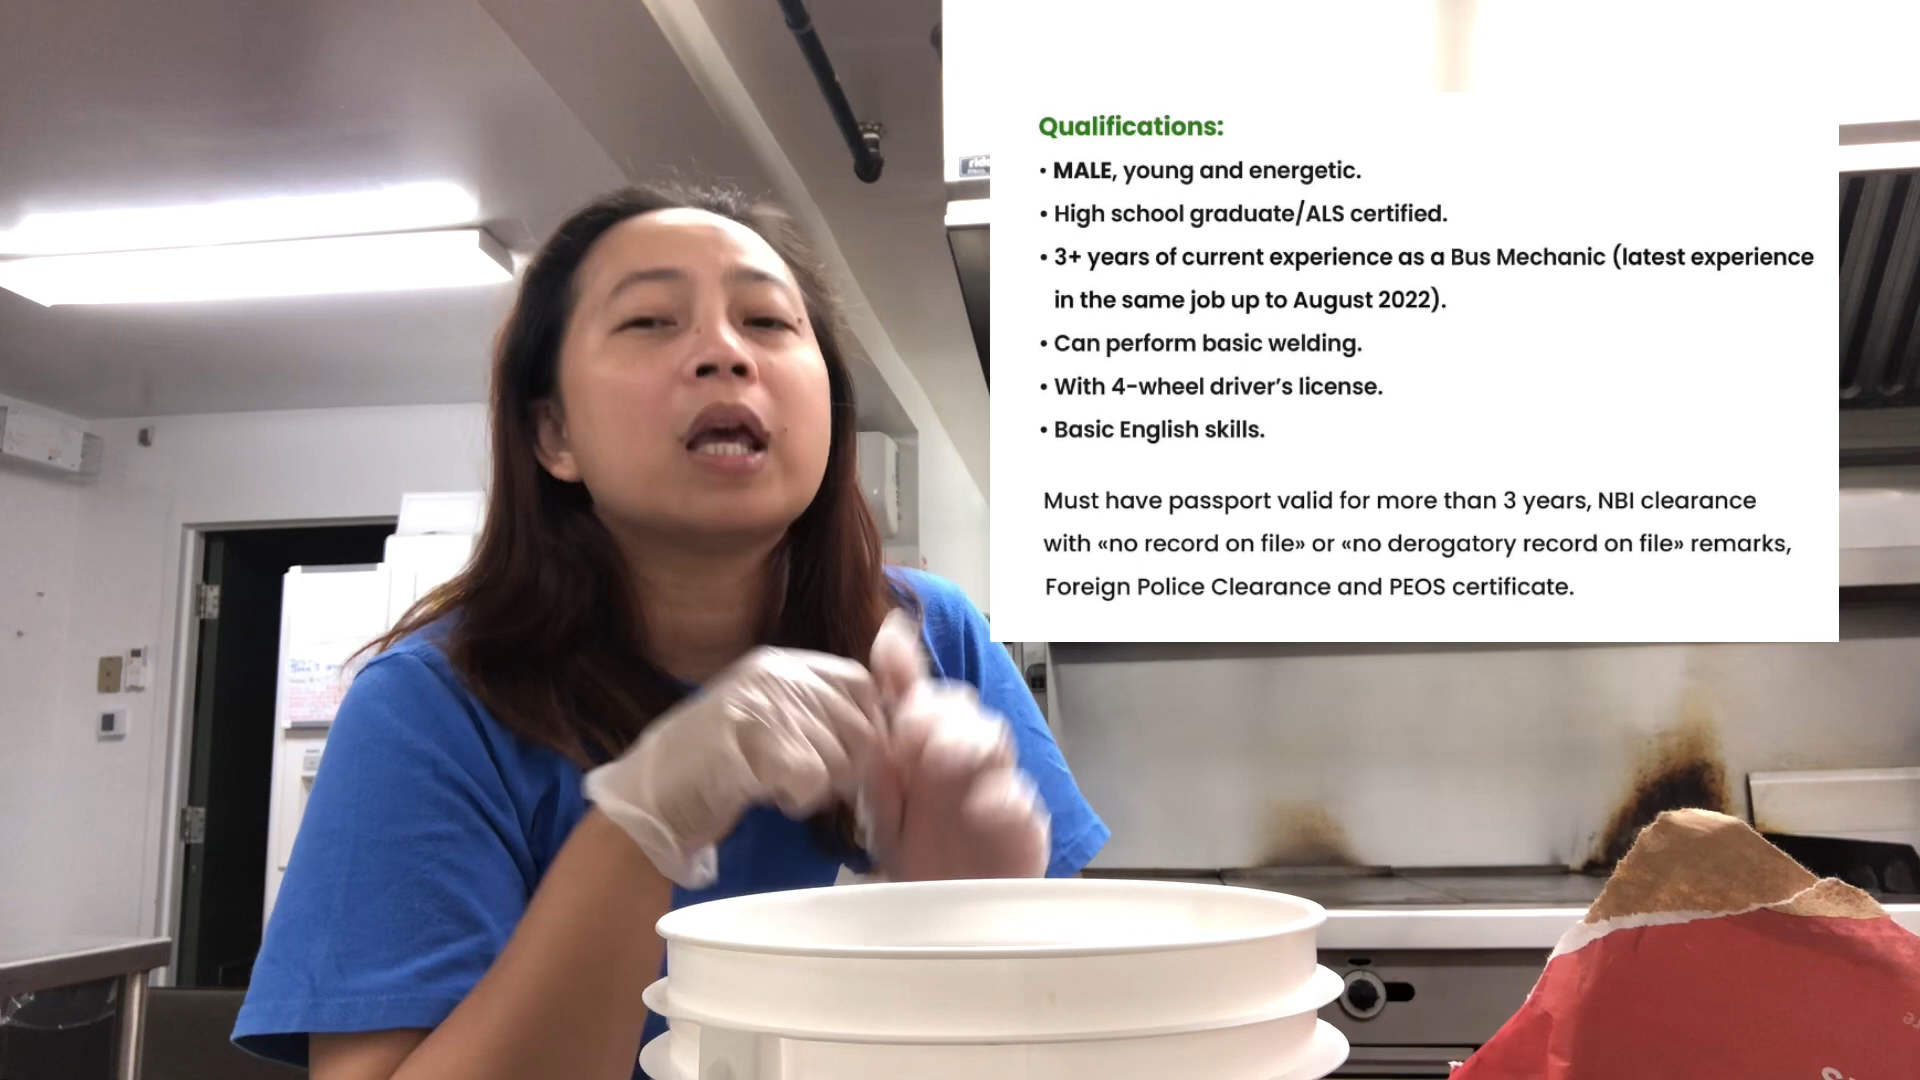 Qualifications:
• MALE, young and energetic.
• High school graduate/ALS certified.
• 3+ years of current experience as a Bus Mechanic (latest experience
in the same job up to August 2022).
• Can perform basic welding.
• With 4-wheel driver's license.
• Basic English skills.
Must have passport valid for more than 3 years, NBI clearance
with «no record on file» or «no derogatory record on file» remarks,
Foreign Police Clearance and PEOS certificate.